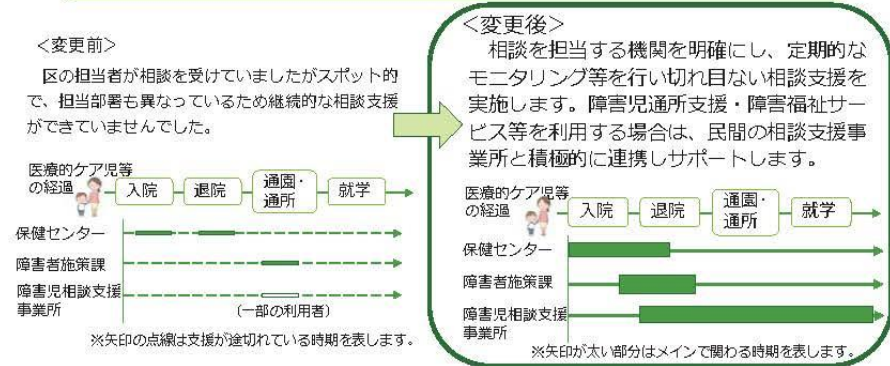 <変更前>
区の担当者が相談を受けていましたがスポット的
で、担当部署も異なっているため継続的な相談支援
ができていませんでした。
医療的ケア児等
の経過
入院
退院
通園・
通所
就学
保健センター
障害者施策課
障害児相談支援
事業所
(一部の利用者)
※矢印の点線は支援が途切れている時期を表します。
<変更後>
相談を担当する機関を明確にし、定期的な
モニタリング等を行い切れ目ない相談支援を
実施します。障害児通所支援・障害福祉サー
ビス等を利用する場合は、民間の相談支援事
業所と積極的に連携しサポートします。
医療的ケア児等
の経過
入院
退院
通園・
通所
就学
保健センター
障害者施策課
障害児相談支援
事業所
※矢印が太い部分はメインで関わる時期を表します。